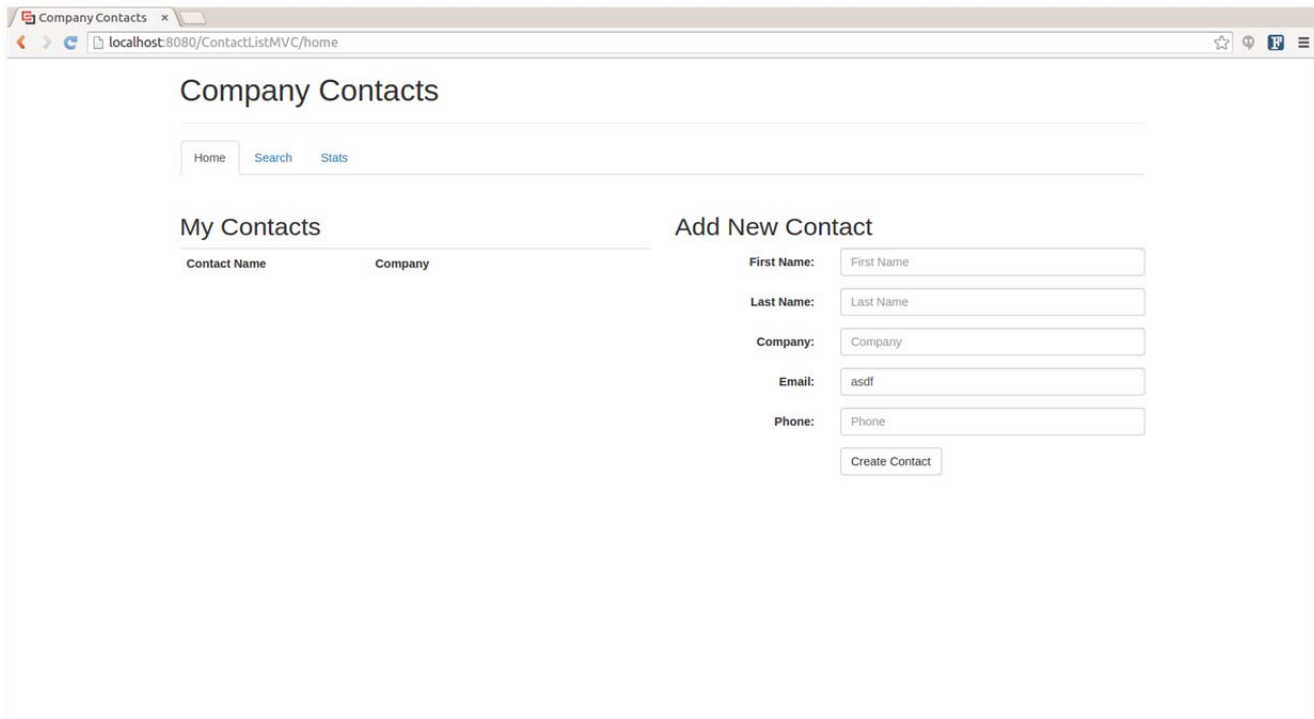 Company Contacts
localhost:8080/ContactListMVC/home
Company Contacts
Home Search Stats
My Contacts
Contact Name Company
Add New Contact
First Name: First Name
Last Name: Last Name
Company: Company
Email: asdf
Phone: Phone
Create Contact